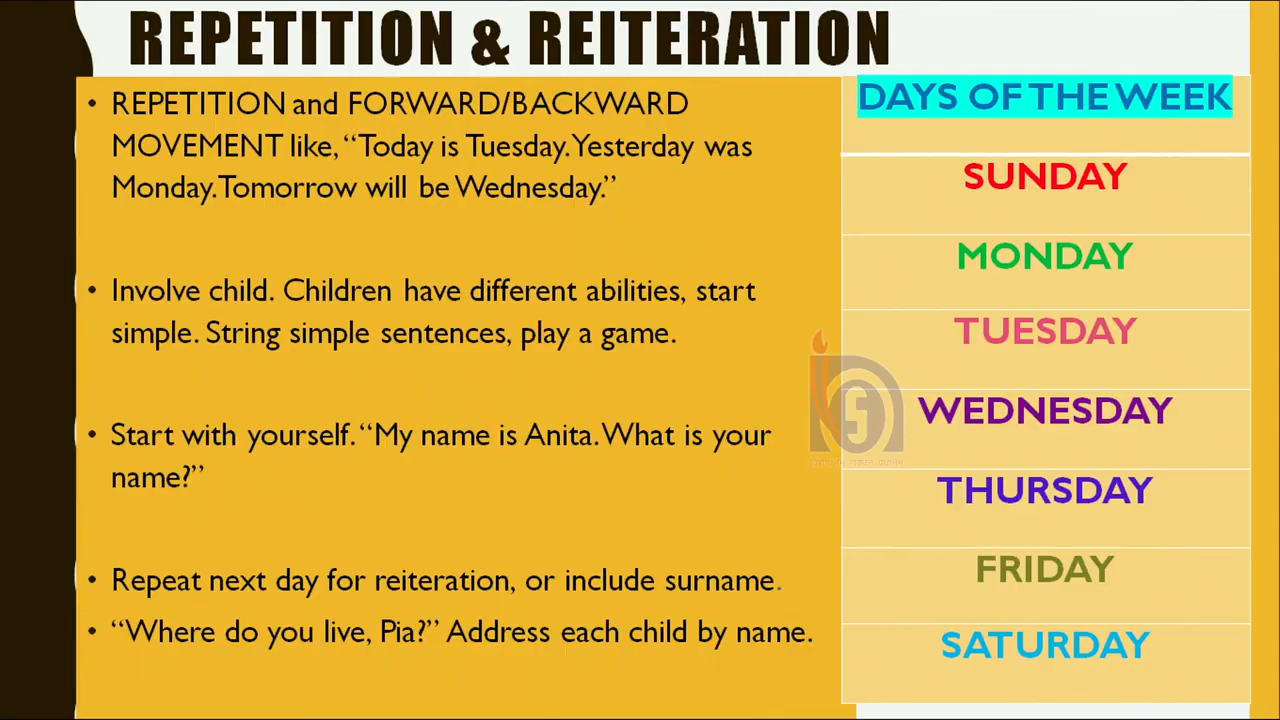 REPETITION & REITERATION
• REPETITION and FORWARD/BACKWARD
MOVEMENT like, “Today is Tuesday. Yesterday was
Monday. Tomorrow will be Wednesday.”
• Involve child. Children have different abilities, start
simple. String simple sentences, play a game.
• Start with yourself. “My name is Anita. What is your
name?”
• Repeat next day for reiteration, or include surname.
• “Where do you live, Pia?” Address each child by name.
DAYS OF THE WEEK
SUNDAY
MONDAY
TUESDAY
WEDNESDAY
THURSDAY
FRIDAY
SATURDAY